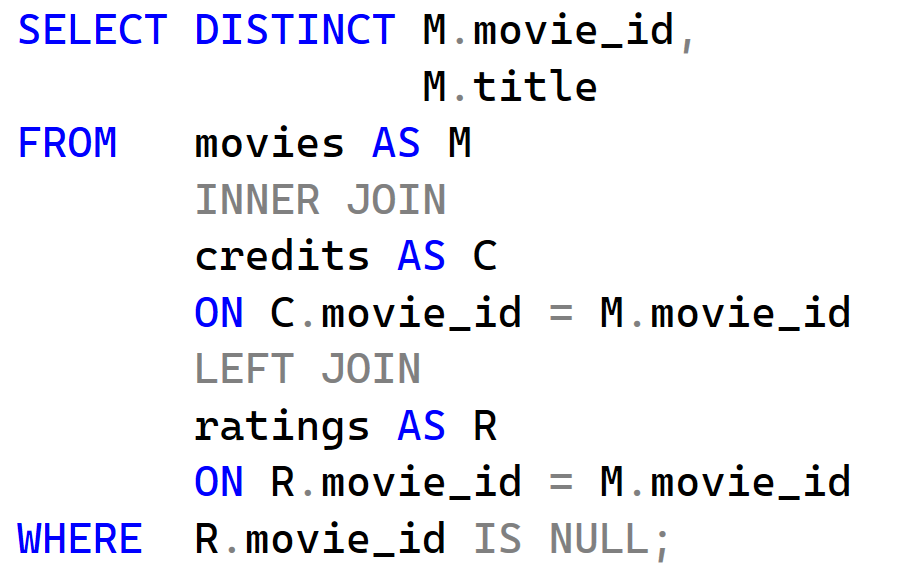 SELECT DISTINCT M.movie_id,
M.title
FROM movies AS M
INNER JOIN
credits AS C
ON C.movie_id = M.movie_id
LEFT JOIN
ratings AS R
ON R.movie_id = M.movie_id
WHERE R.movie_id IS NULL;